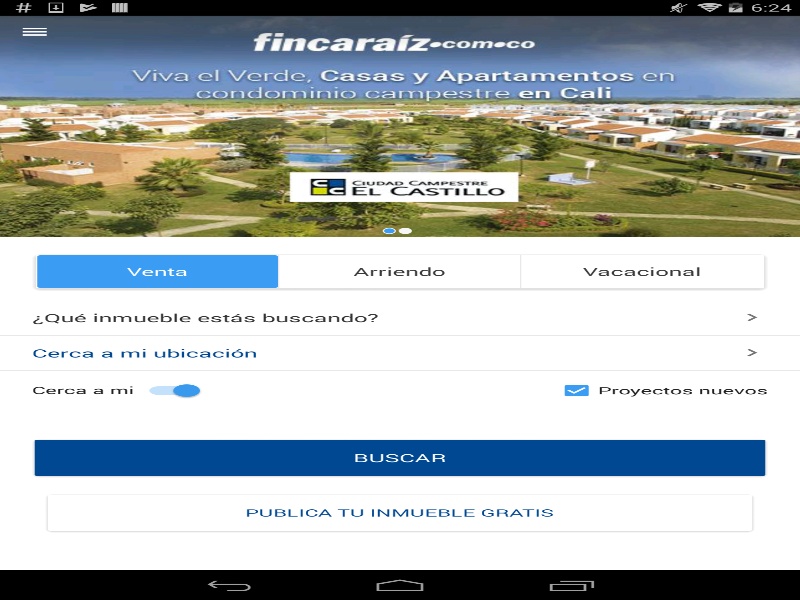 6:24
fincaraíz.com.co
Viva el Verde, Casas y Apartamentos en
condominio campestre en Cali
CIUDAD CAMPESTRE
EL CASTILLO
Venta Arriendo Vacacional
¿Qué inmueble estás buscando? >
Cerca a mi ubicación >
Cerca a mi Proyectos nuevos
BUSCAR
PUBLICA TU INMUEBLE GRATIS